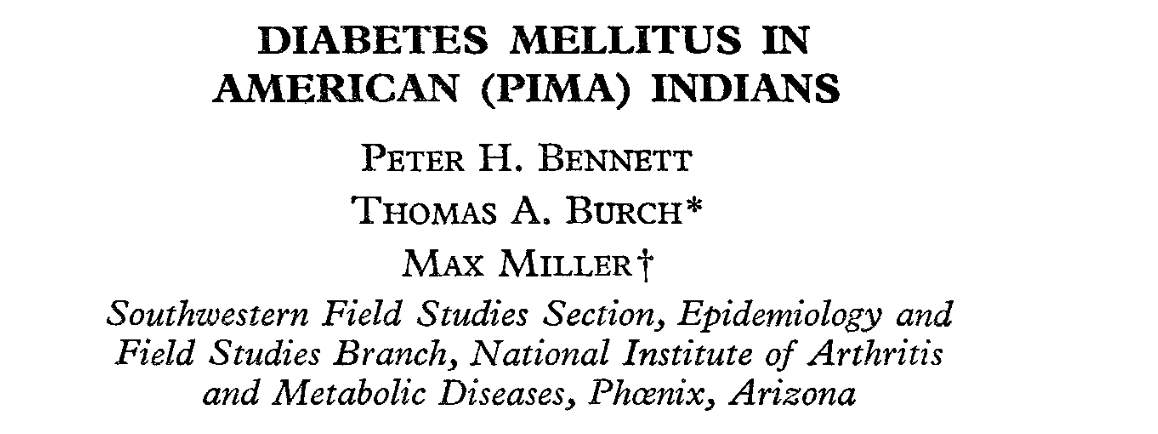 DIABETES MELLITUS IN
AMERICAN (PIMA) INDIANS
PETER H. BENNETT
THOMAS A. BURCH*
MAX MILLER†
Southwestern Field Studies Section, Epidemiology and
Field Studies Branch, National Institute of Arthritis
and Metabolic Diseases, Phœnix, Arizona